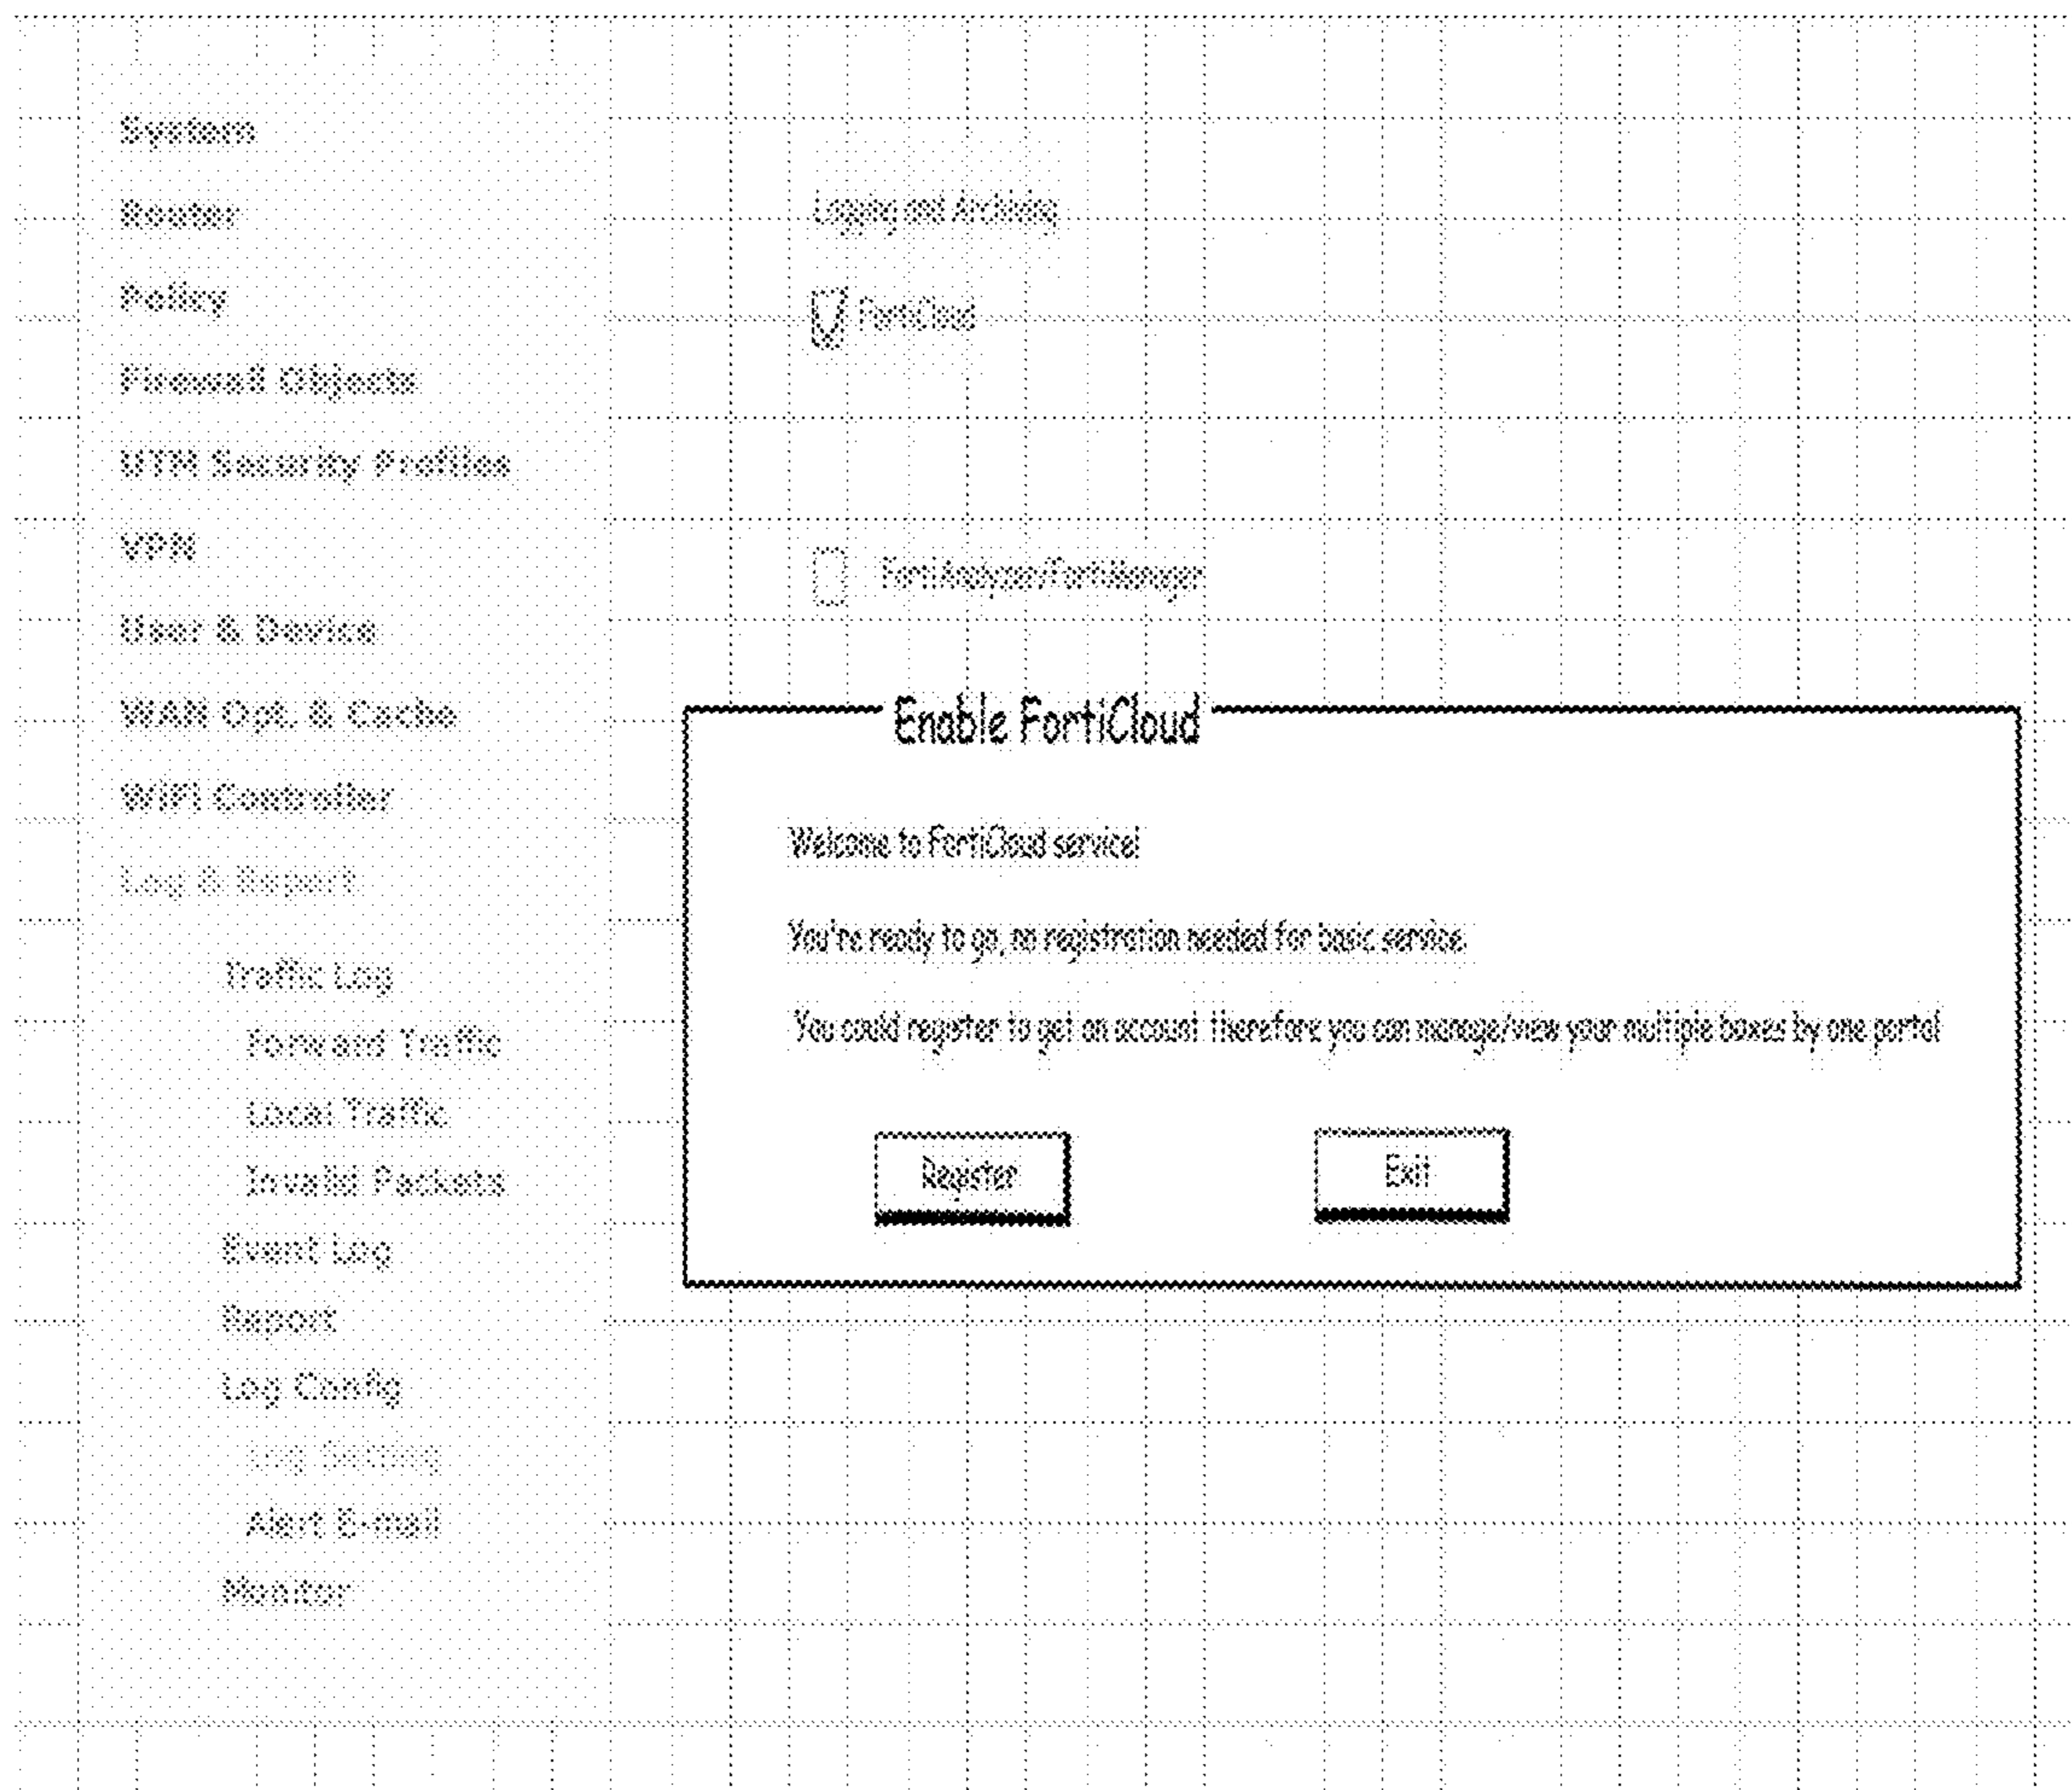 System
Router
Policy
Firewall Objects
UTM Security Profiles
VPN
User & Device
WAN Opt. & Cache
WiFi Controller
Log & Report
Traffic Log
Forward Traffic
Local Traffic
Invalid Packets
Event Log
Report
Log Config
Log Setting
Alert E-mail
Monitor
Logging and Archiving
FortiCloud
FortiAnalyzer/FortiManager
Enable FortiCloud
Welcome to FortiCloud service!
You're ready to go, no registration needed for basic service.
You could register to get an account therefore you can manage/view your multiple boxes by one portal
Register
Exit